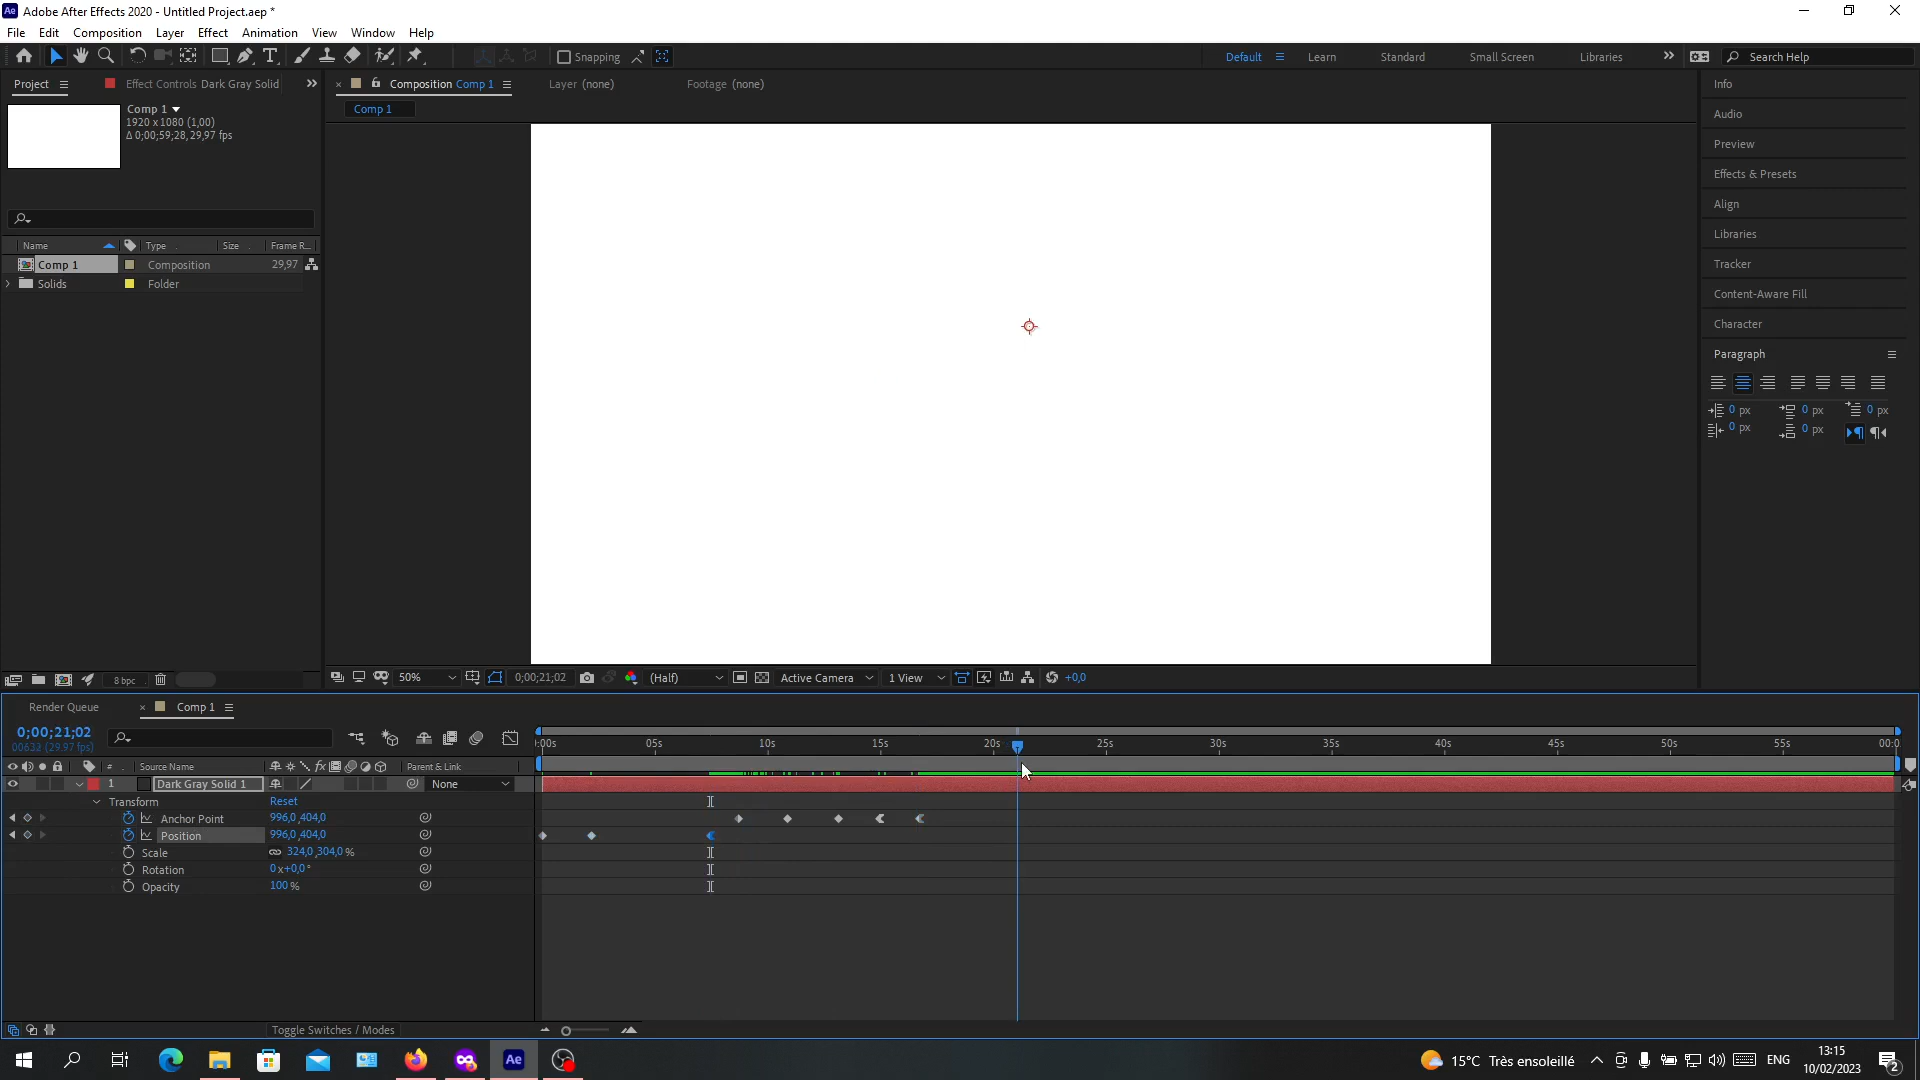 Adobe After Effects 2020 - Untitled Project.aep *
File Edit Composition Layer Effect Animation View Window Help
Snapping Default Learn Standard Small Screen Libraries Search Help
Project Effect Controls Dark Gray Solid Composition Comp 1 Layer (none) Footage (none) Info
Comp 1
1920 x 1080 (1,00)
Δ 0;00;59;28, 29,97 fps
Comp 1
Audio
Preview
Effects & Presets
Align
Libraries
Tracker
Content-Aware Fill
Character
Paragraph
0 px 0 px 0 px
0 px 0 px
Name Type Size Frame R...
Comp 1 Composition 29,97
Solids Folder
8 bpc 50% 0;00;21;02 (Half) Active Camera 1 View +0,0
Render Queue Comp 1
0;00;21;02
00632 (29.97 fps)
:00s 05s 10s 15s 20s 25s 30s 35s 40s 45s 50s 55s 00:0
# Source Name Parent & Link
1 Dark Gray Solid 1 None
Transform Reset
Anchor Point 996,0,404,0
Position 996,0,404,0
Scale 324,0,304,0%
Rotation 0x+0,0°
Opacity 100%
Toggle Switches / Modes
Ae 15°C Très ensoleillé ENG 13:15
10/02/2023 2